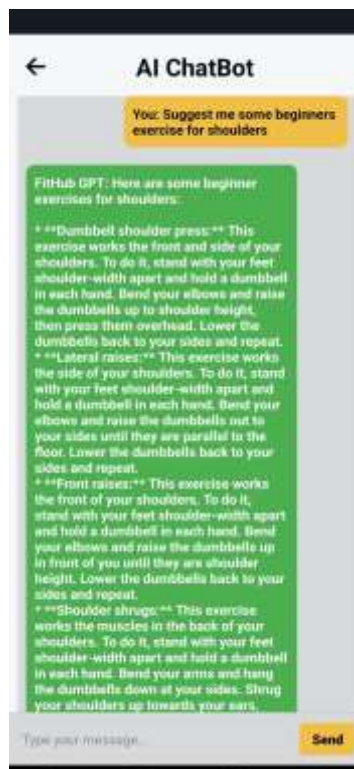 AI ChatBot
You: Suggest me some beginners
exercise for shoulders
FitHub GPT: Here are some beginner
exercises for shoulders:
* **Dumbbell shoulder press:** This
exercise works the front and side of your
shoulders. To do it, stand with your feet
shoulder-width apart and hold a dumbbell
in each hand. Bend your elbows and raise
the dumbbells up to shoulder height,
then press them overhead. Lower the
dumbbells back to your sides and repeat.
* **Lateral raises:** This exercise works
the side of your shoulders. To do it, stand
with your feet shoulder-width apart and
hold a dumbbell in each hand. Bend your
elbows and raise the dumbbells out to
your sides until they are parallel to the
floor. Lower the dumbbells back to your
sides and repeat.
* **Front raises:** This exercise works
the front of your shoulders. To do it,
stand with your feet shoulder-width apart
and hold a dumbbell in each hand. Bend
your elbows and raise the dumbbells up
in front of you until they are shoulder
height. Lower the dumbbells back to your
sides and repeat.
* **Shoulder shrugs:** This exercise
works the muscles in the back of your
shoulders. To do it, stand with your feet
shoulder-width apart and hold a dumbbell
in each hand. Bend your arms and hang
the dumbbells down at your sides. Shrug
your shoulders up towards your ears,
Type your message...
Send